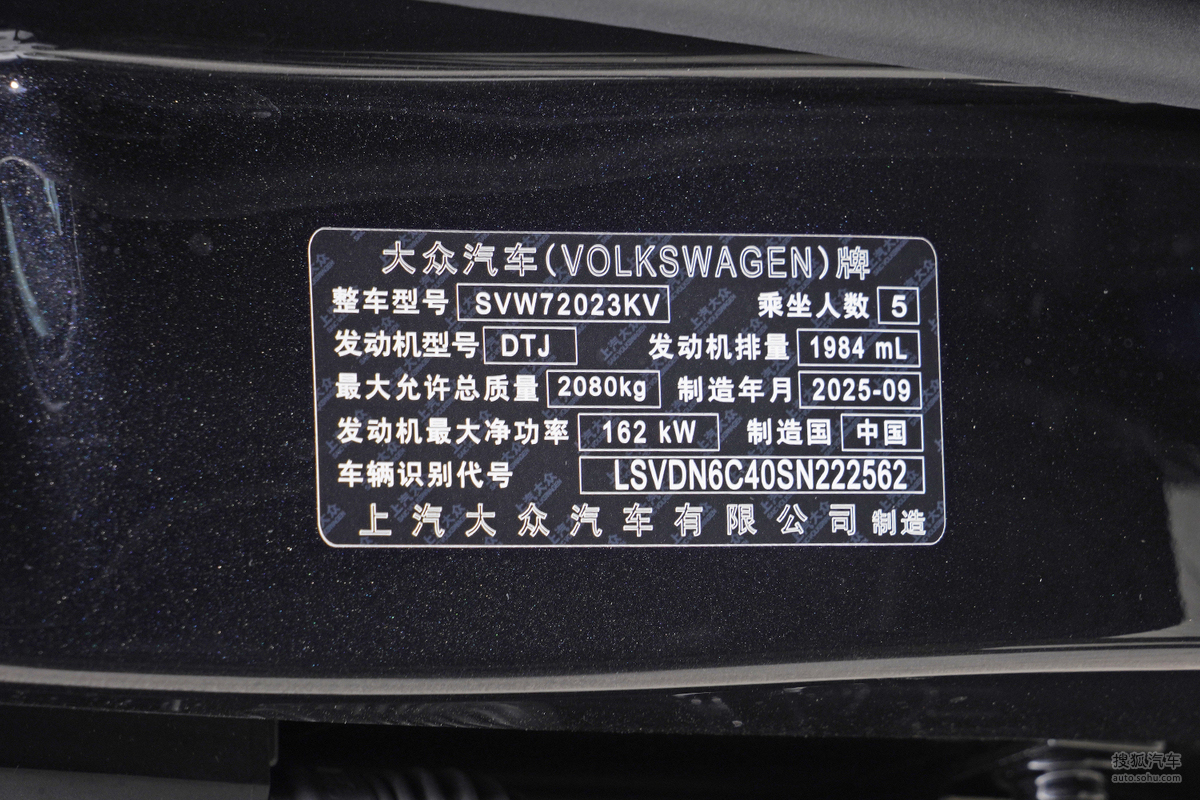 大众汽车(VOLKSWAGEN)牌
整车型号 SVW72023KV 乘坐人数 5
发动机型号 DTJ 发动机排量 1984 mL
最大允许总质量 2080kg 制造年月 2025-09
发动机最大净功率 162 kW 制造国 中国
车辆识别代号 LSVDN6C40SN222562
上汽大众汽车有限公司 制造
搜狐汽车
auto.sohu.com